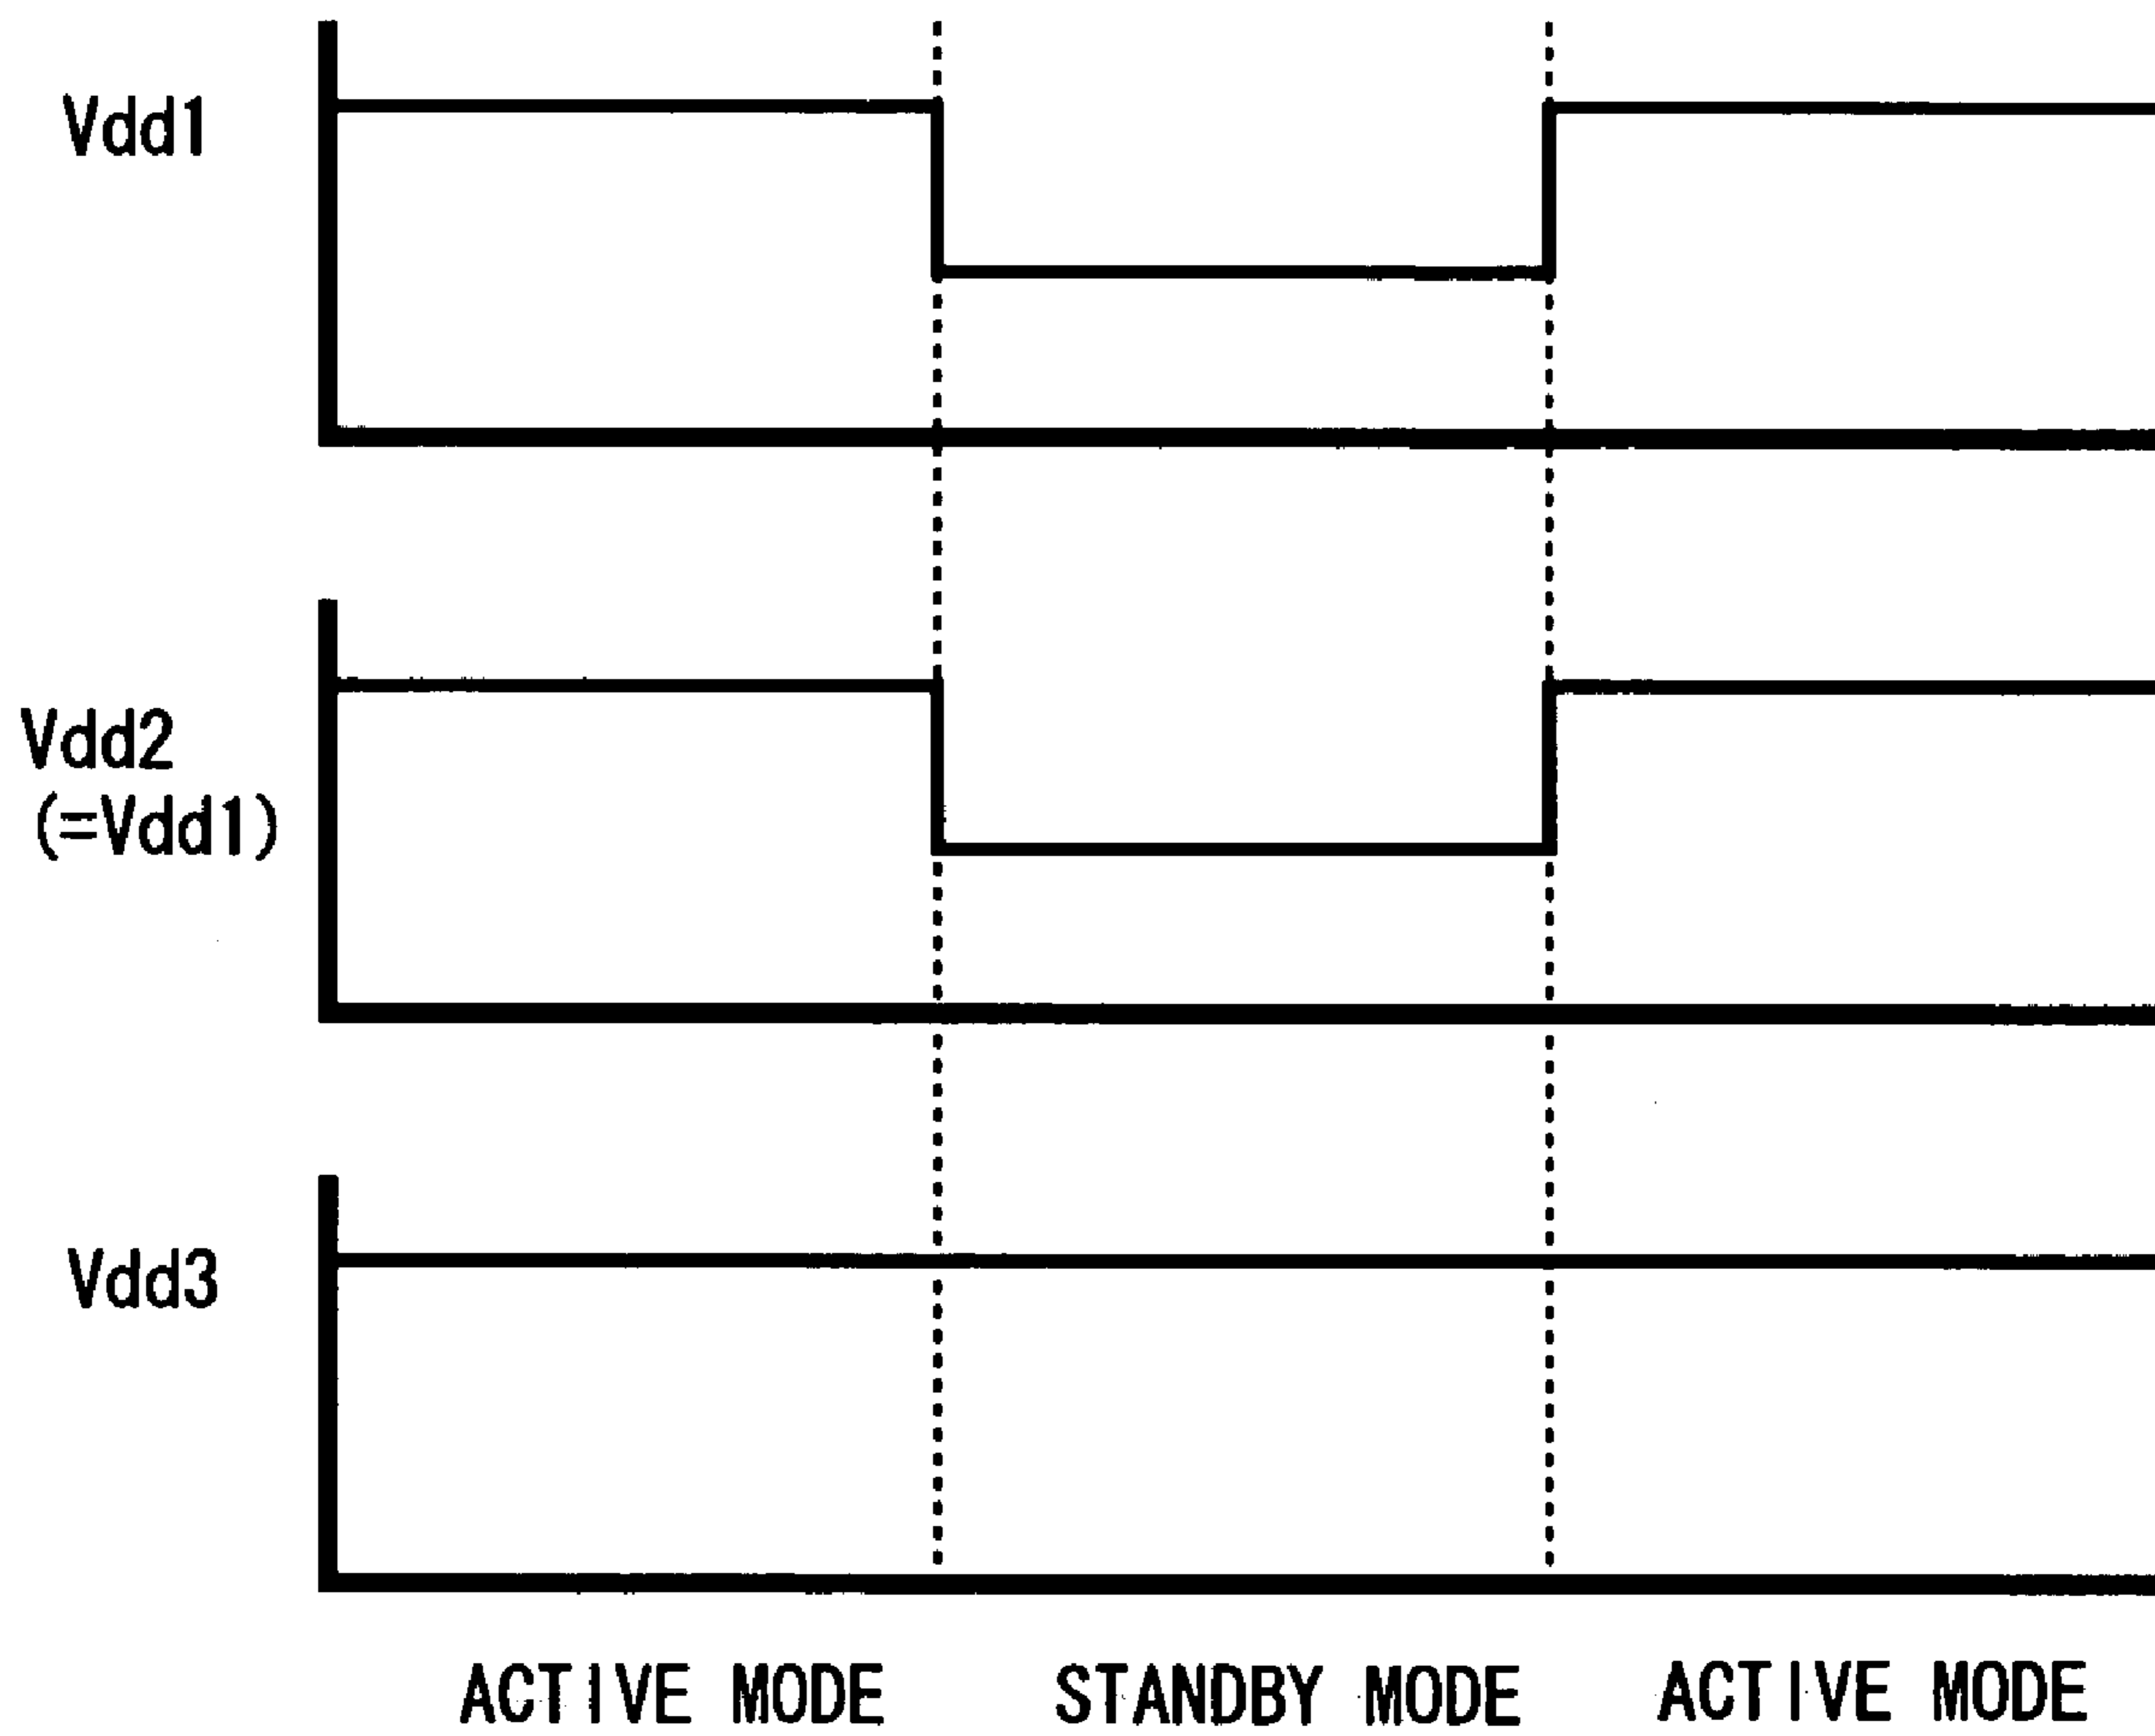 Vdd1
Vdd2
(=Vdd1)
Vdd3
ACTIVE MODE
STANDBY MODE
ACTIVE MODE